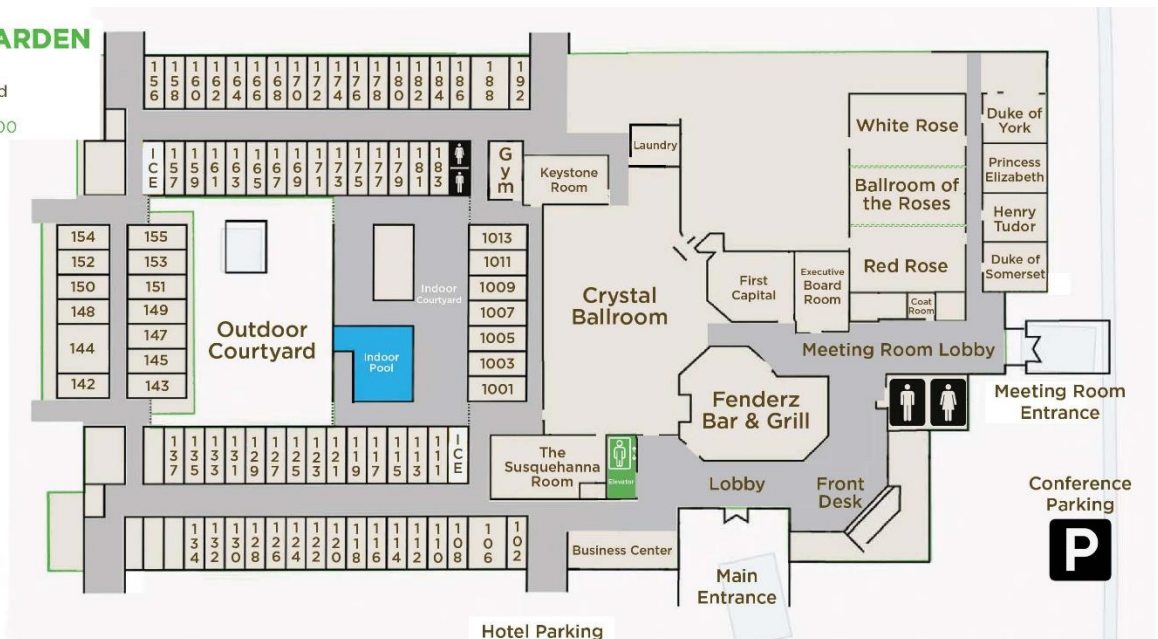 ARDEN
d
00
156 158 160 162 164 166 168 170 172 174 176 178 180 182 184 186 188 192
ICE 157 159 161 163 165 167 169 171 173 175 177 179 181 183
Gym
Keystone
Room
Laundry
White Rose
Ballroom of
the Roses
Red Rose
Coat
Room
Duke of
York
Princess
Elizabeth
Henry
Tudor
Duke of
Somerset
154
152
150
148
144
142
155
153
151
149
147
145
143
Outdoor
Courtyard
Indoor
Courtyard
Indoor
Pool
1013
1011
1009
1007
1005
1003
1001
Crystal
Ballroom
First
Capital
Executive
Board
Room
Meeting Room Lobby
Meeting Room
Entrance
Fenderz
Bar & Grill
137 135 133 131 129 127 125 123 121 119 117 115 113 111 ICE
The
Susquehanna
Room
Elevator
Lobby
Front
Desk
Conference
Parking
P
134 132 130 128 126 124 122 120 118 116 114 112 110 108 106 102
Business Center
Main
Entrance
Hotel Parking